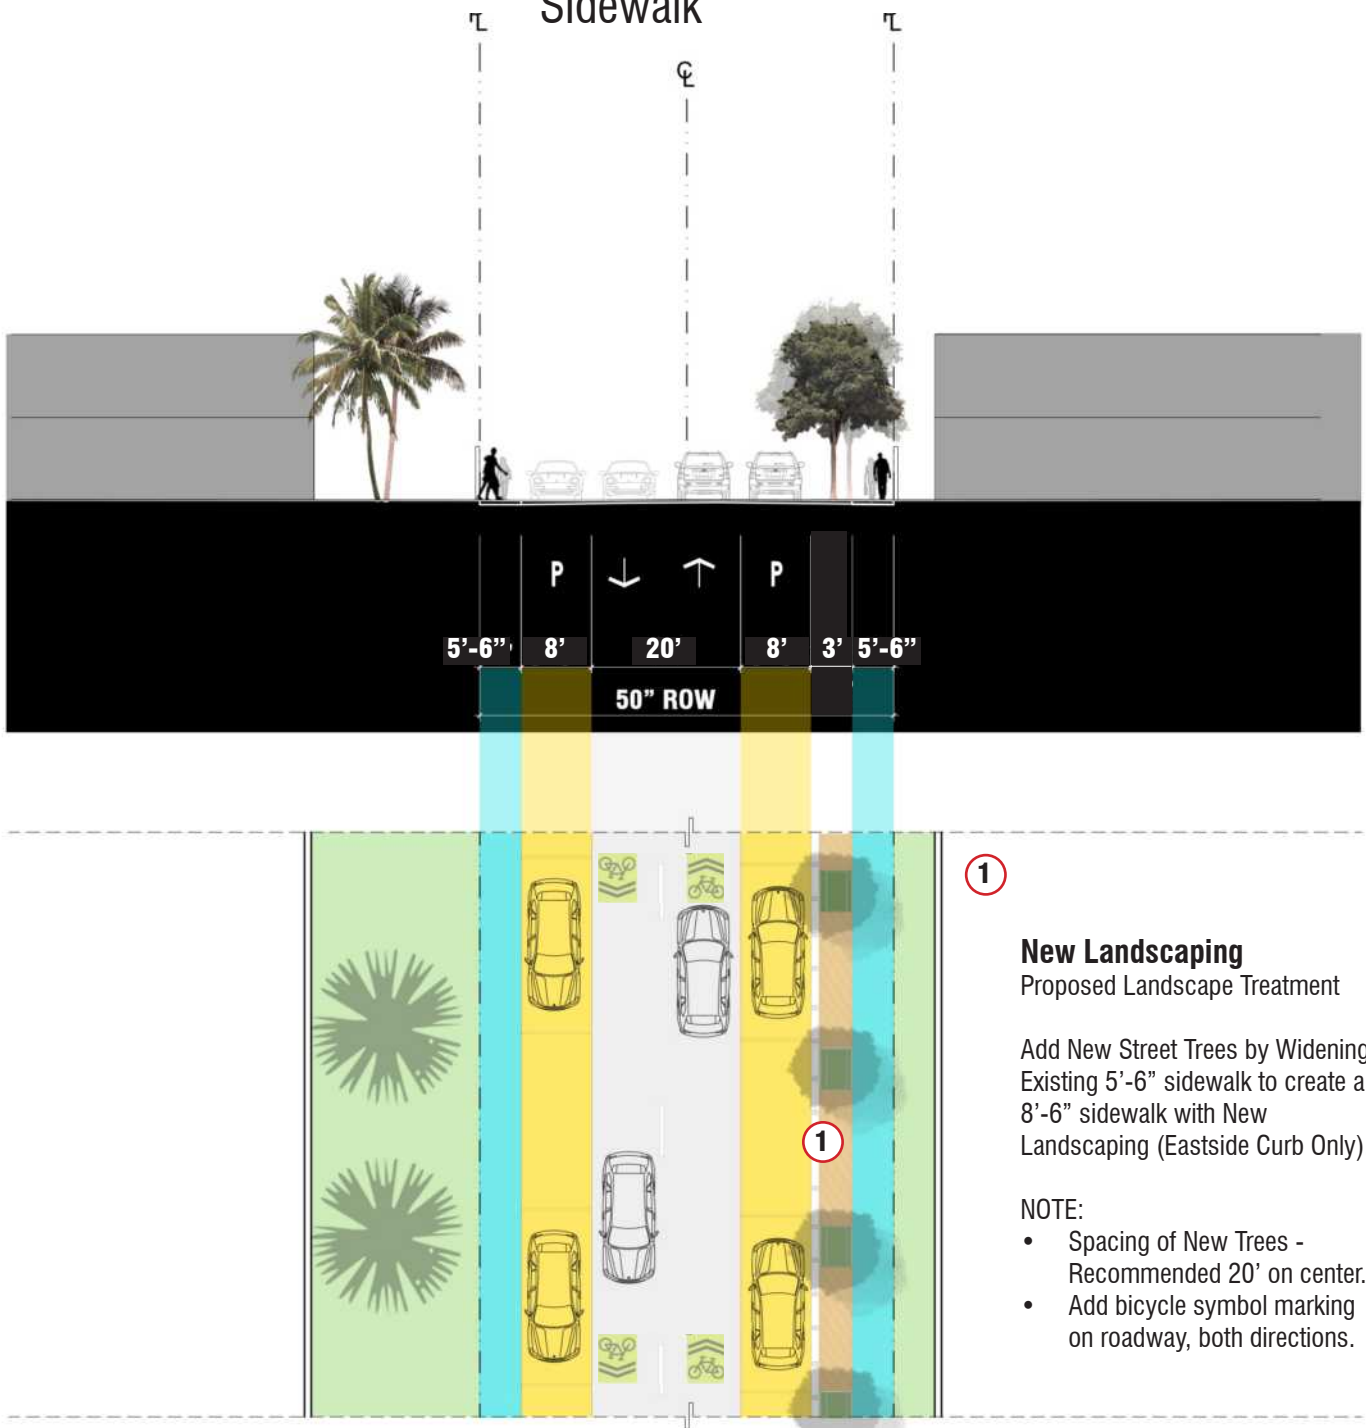 Sidewalk
PL PL
CL
P P
5’-6” 8’ 20’ 8’ 3’ 5’-6”
50” ROW
1
New Landscaping
Proposed Landscape Treatment
Add New Street Trees by Widening
Existing 5’-6” sidewalk to create a
8’-6” sidewalk with New
Landscaping (Eastside Curb Only)
1
NOTE:
• Spacing of New Trees -
Recommended 20’ on center.
• Add bicycle symbol marking
on roadway, both directions.